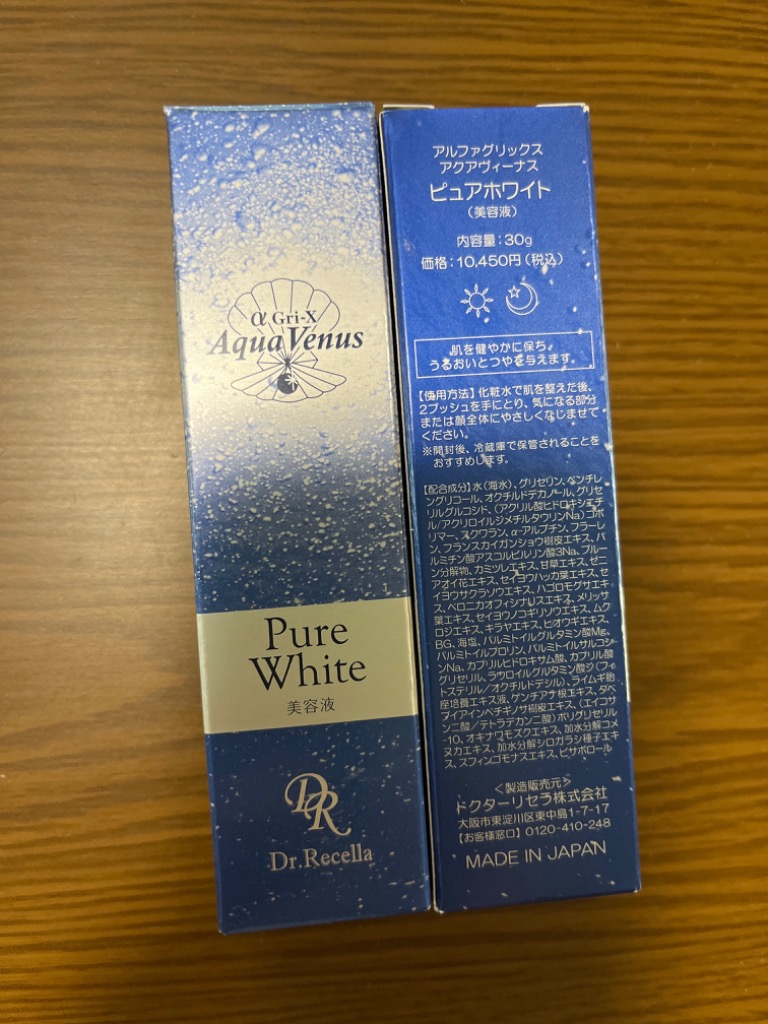 α Gri-X
Aqua Venus
Pure
White
美容液
DR
Dr.Recella
アルファグリックス
アクアヴィーナス
ピュアホワイト
（美容液）
内容量：30g
価格：10,450円（税込）
肌を健やかに保ち、
うるおいとつやを与えます。
【使用方法】化粧水で肌を整えた後、
2プッシュを手にとり、気になる部分
または顔全体にやさしくなじませて
ください。
※開封後、冷蔵庫で保管されることを
おすすめします。
【配合成分】水（海水）、グリセリン、ペンチレ
ングリコール、オクチルドデカノール、グリセ
リルグルコシド、（アクリル酸ヒドロキシエチ
ル/アクリロイルジメチルタウリンNa）コポ
リマー、スクワラン、α-アルブチン、フラーレ
ン、フランスカイガンショウ樹皮エキス、パ
ルミチン酸アスコルビルリン酸3Na、プルー
ン分解物、カミツレエキス、甘草エキス、ゼニ
アオイ花エキス、セイヨウハッカ葉エキス、セ
イヨウサクラソウエキス、ハゴロモグサエキ
ス、ベロニカオフィシナリスエキス、メリッサ
葉エキス、セイヨウノコギリソウエキス、ムク
ロジエキス、キラヤエキス、ヒオウギエキス、
BG、海塩、パルミトイルグルタミン酸Mg、
パルミトイルプロリン、パルミトイルサルコシ
ンNa、カプリルヒドロキサム酸、カプリル酸
グリセリル、ラウロイルグルタミン酸ジ（フィ
トステリル/オクチルドデシル）、ライムギ胎
座培養エキス液、ゲンチアナ根エキス、タベ
ブイアインペチギノサ樹皮エキス、（エイコサ
ン二酸/テトラデカン二酸）ポリグリセリル
-10、オキナワモズクエキス、加水分解コメ
ヌカエキス、加水分解シロガラシ種子エキ
ス、スフィンゴモナスエキス、ビサボロール
＜製造販売元＞
ドクターリセラ株式会社
大阪市東淀川区東中島1-7-17
【お客様窓口】0120-410-248
MADE IN JAPAN